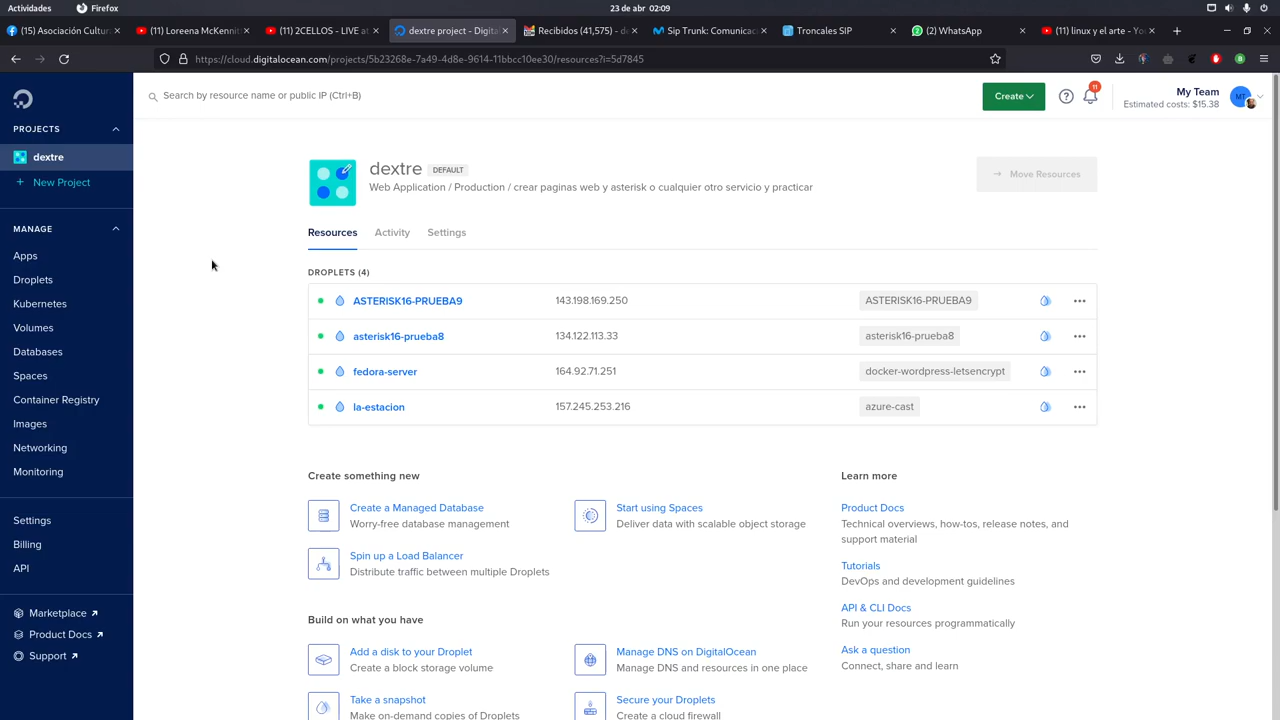 Actividades
Firefox
23 de abr 02:09
(15) Asociación Cultur
(11) Loreena McKennit
(11) 2CELLOS - LIVE at
dextre project - Digita
Recibidos (41,575) - de
Sip Trunk: Comunicac
Troncales SIP
(2) WhatsApp
(11) linux y el arte - Yo
https://cloud.digitalocean.com/projects/5b23268e-7a49-4d8e-9614-11bbcc10ee30/resources?i=5d7845
Search by resource name or public IP (Ctrl+B)
Create
11
My Team
Estimated costs: $15.38
MT
PROJECTS
dextre
+ New Project
MANAGE
Apps
Droplets
Kubernetes
Volumes
Databases
Spaces
Container Registry
Images
Networking
Monitoring
Settings
Billing
API
Marketplace
Product Docs
Support
dextre DEFAULT
Web Application / Production / crear paginas web y asterisk o cualquier otro servicio y practicar
Move Resources
Resources Activity Settings
DROPLETS (4)
ASTERISK16-PRUEBA9 143.198.169.250 ASTERISK16-PRUEBA9
asterisk16-prueba8 134.122.113.33 asterisk16-prueba8
fedora-server 164.92.71.251 docker-wordpress-letsencrypt
la-estacion 157.245.253.216 azure-cast
Create something new
Create a Managed Database
Worry-free database management
Start using Spaces
Deliver data with scalable object storage
Spin up a Load Balancer
Distribute traffic between multiple Droplets
Build on what you have
Add a disk to your Droplet
Create a block storage volume
Manage DNS on DigitalOcean
Manage DNS and resources in one place
Take a snapshot
Make on-demand copies of Droplets
Secure your Droplets
Create a cloud firewall
Learn more
Product Docs
Technical overviews, how-tos, release notes, and
support material
Tutorials
DevOps and development guidelines
API & CLI Docs
Run your resources programmatically
Ask a question
Connect, share and learn